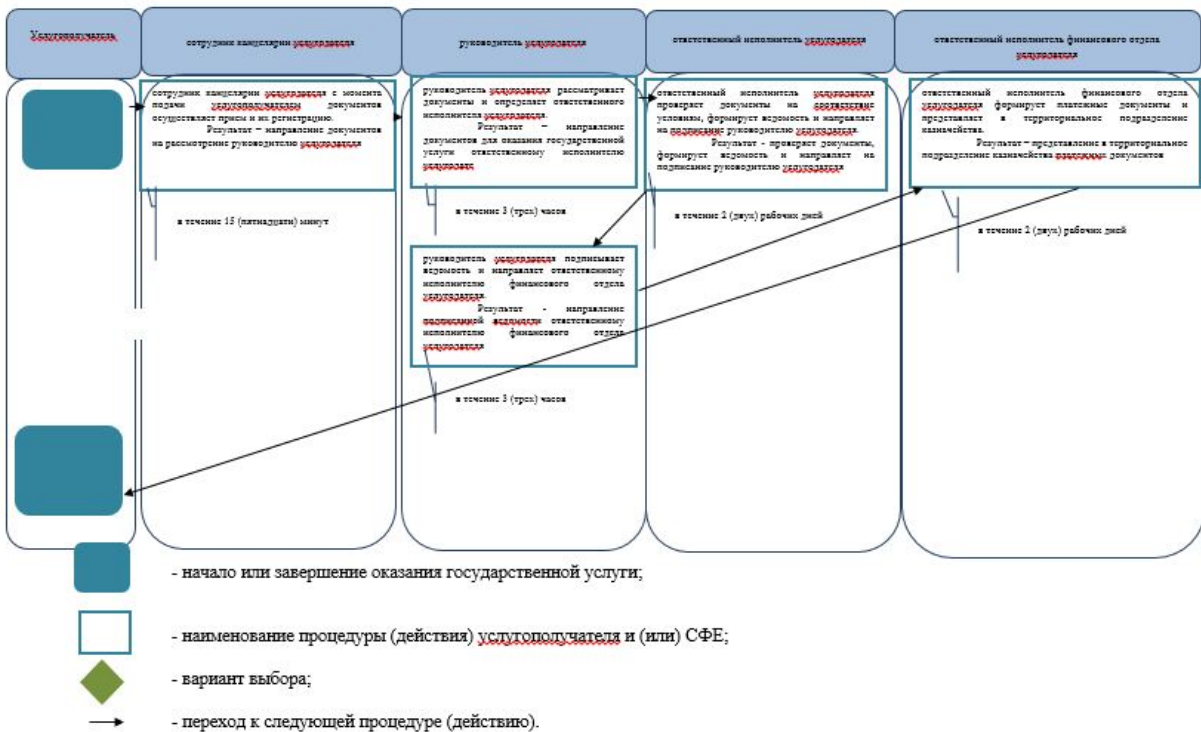 Услугополучатель
сотрудник канцелярии услугодателя
руководитель услугодателя
ответственный исполнитель услугодателя
ответственный исполнитель финансового отдела
услугодателя
сотрудник канцелярии услугодателя с момента
подачи услугополучателем документов
осуществляет прием и их регистрацию.
Результат – направление документов
на рассмотрение руководителю услугодателя
в течение 15 (пятнадцати) минут
руководитель услугодателя рассматривает
документы и определяет ответственного
исполнителя услугодателя.
Результат – направление
документов для оказания государственной
услуги ответственному исполнителю
услугодате
в течение 3 (трех) часов
ответственный исполнитель услугодателя
проверяет документы на соответствие
условиям, формирует ведомость и направляет
на подписание руководителю услугодателя.
Результат - проверяет документы,
формирует ведомость и направляет на
подписание руководителю услугодателя
в течение 2 (двух) рабочих дней
руководитель услугодателя подписывает
ведомость и направляет ответственному
исполнителю финансового отдела
услугодателя.
Результат - направление
подписанной ведомости ответственному
исполнителю финансового отдела
услугодателя
в течение 3 (трех) часов
ответственный исполнитель финансового отдела
услугодателя формирует платежные документы и
представляет в территориальное подразделение
казначейства.
Результат – представление в территориальное
подразделение казначейства платежных документов
в течение 2 (двух) рабочих дней
- начало или завершение оказания государственной услуги;
- наименование процедуры (действия) услугополучателя и (или) СФЕ;
- вариант выбора;
- переход к следующей процедуре (действию).